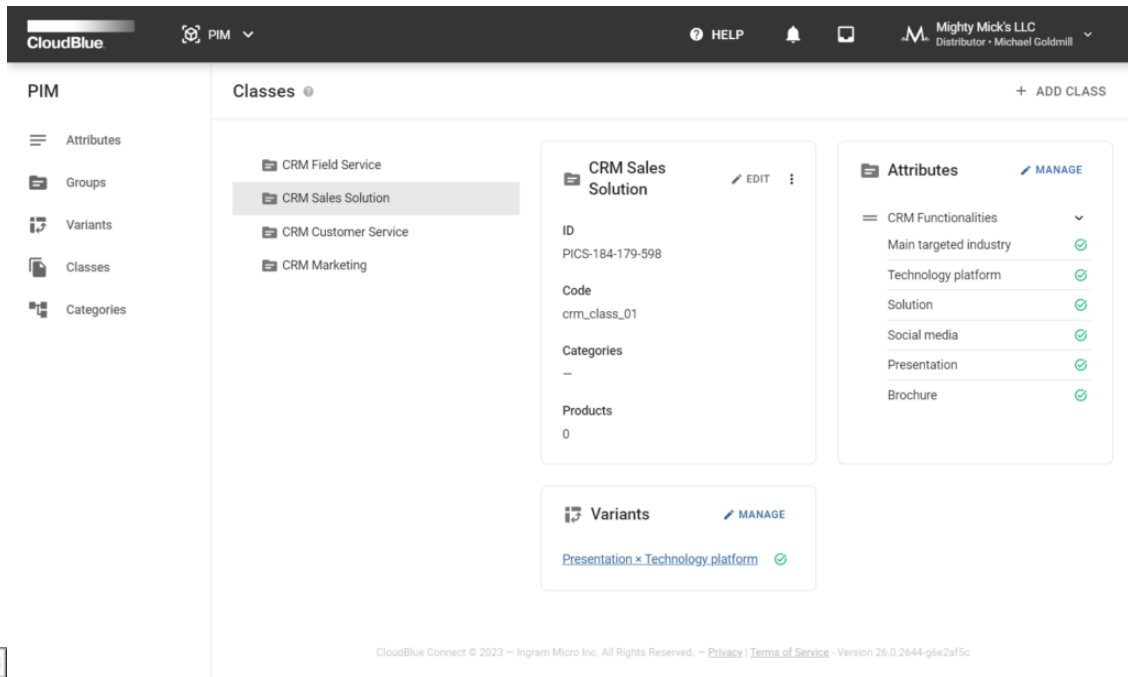 CloudBlue
PIM
HELP
Mighty Mick's LLC
Distributor • Michael Goldmill
PIM
Attributes
Groups
Variants
Classes
Categories
Classes
+ ADD CLASS
CRM Field Service
CRM Sales Solution
CRM Customer Service
CRM Marketing
CRM Sales
Solution
EDIT
ID
PICS-184-179-598
Code
crm_class_01
Categories
—
Products
0
Attributes
MANAGE
CRM Functionalities
Main targeted industry
Technology platform
Solution
Social media
Presentation
Brochure
Variants
MANAGE
Presentation × Technology platform
CloudBlue Connect © 2023 — Ingram Micro Inc. All Rights Reserved. — Privacy | Terms of Service - Version 26.0.2644-g6e2af5c